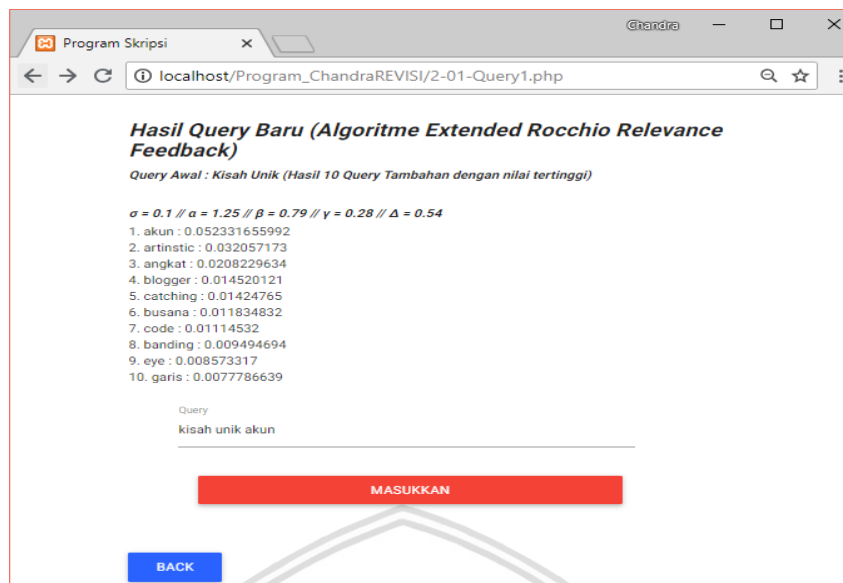 Chandra
Program Skripsi
localhost/Program_ChandraREVISI/2-01-Query1.php
Hasil Query Baru (Algoritme Extended Rocchio Relevance
Feedback)
Query Awal : Kisah Unik (Hasil 10 Query Tambahan dengan nilai tertinggi)
σ = 0.1 // α = 1.25 // β = 0.79 // γ = 0.28 // Δ = 0.54
1. akun : 0.052331655992
2. artinstic : 0.032057173
3. angkat : 0.0208229634
4. blogger : 0.014520121
5. catching : 0.01424765
6. busana : 0.011834832
7. code : 0.01114532
8. banding : 0.009494694
9. eye : 0.008573317
10. garis : 0.0077786639
Query
kisah unik akun
MASUKKAN
BACK